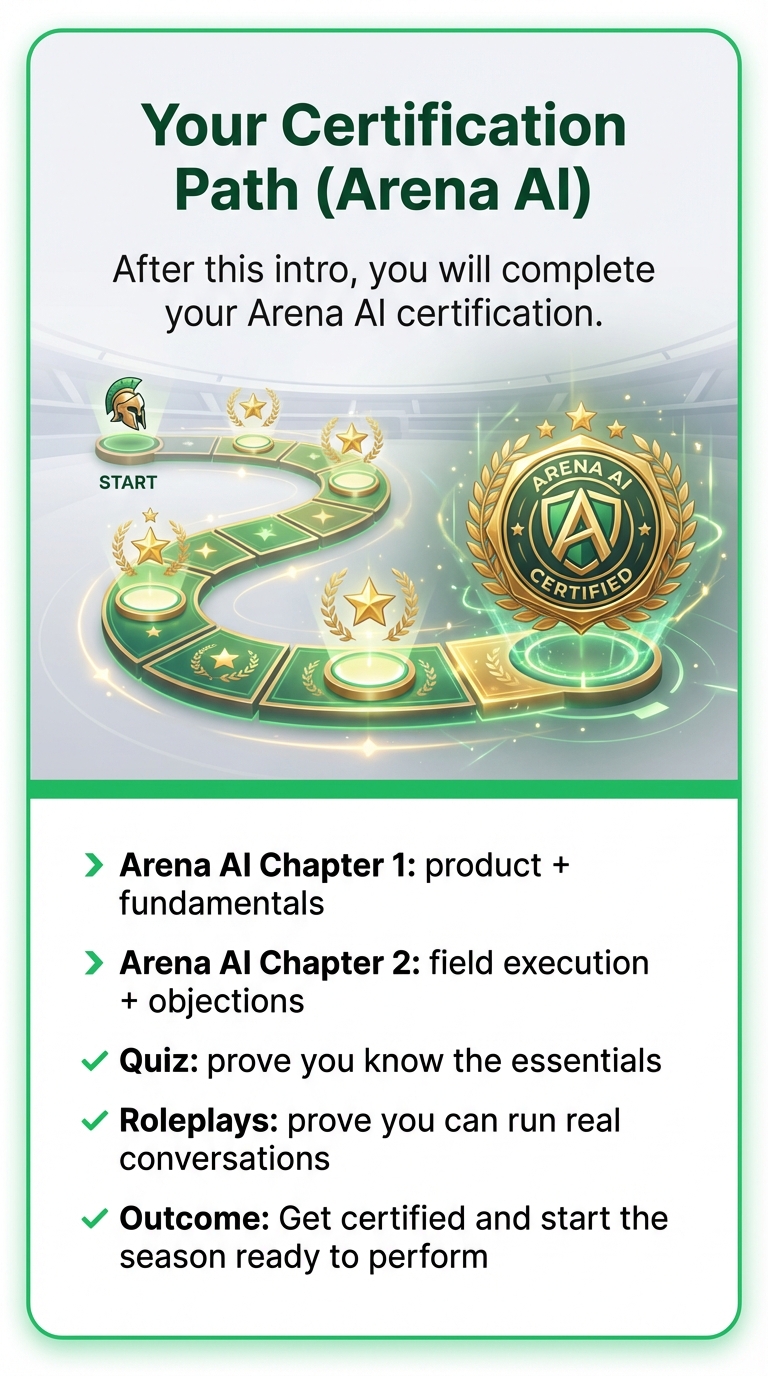 Your Certification
Path (Arena AI)
After this intro, you will complete
your Arena AI certification.
START
ARENA AI
CERTIFIED
Arena AI Chapter 1: product +
fundamentals
Arena AI Chapter 2: field execution
+ objections
Quiz: prove you know the essentials
Roleplays: prove you can run real
conversations
Outcome: Get certified and start the
season ready to perform